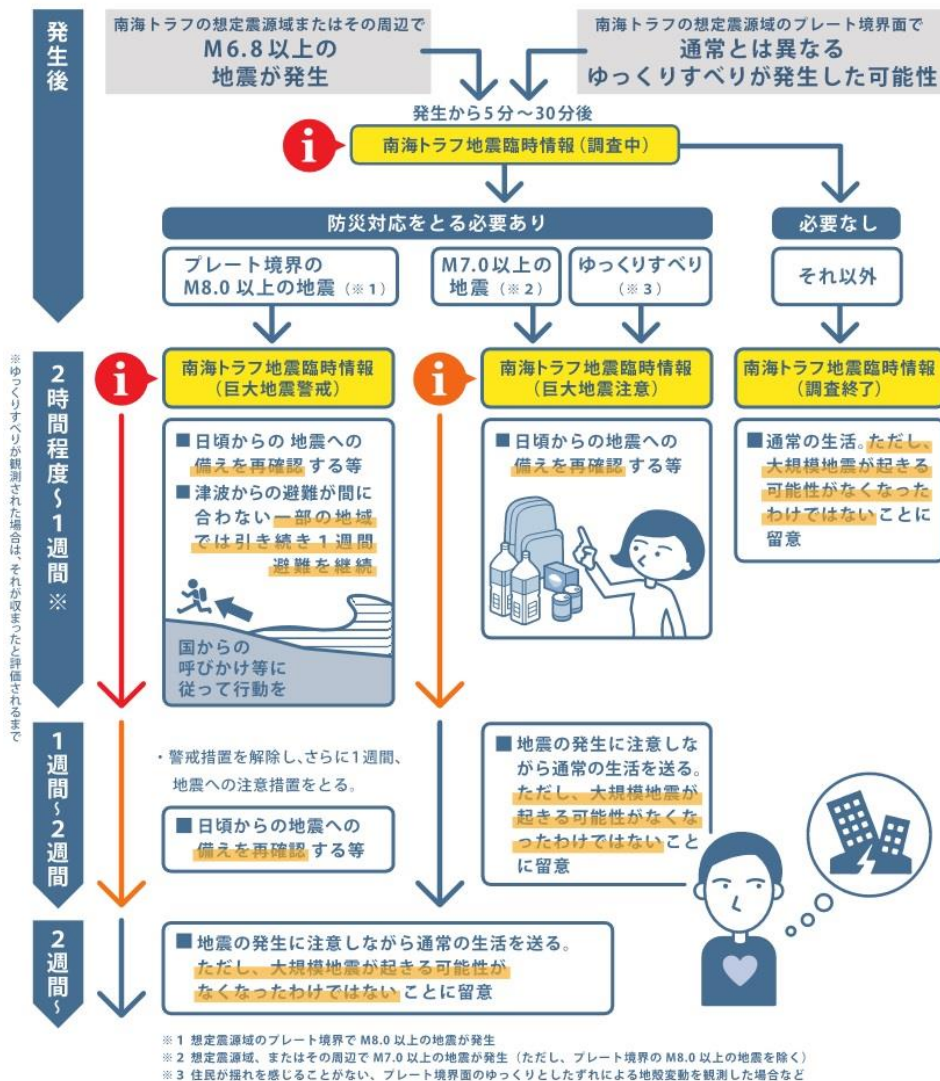 発生後
南海トラフの想定震源域またはその周辺で
M6.8以上の
地震が発生
南海トラフの想定震源域のプレート境界面で
通常とは異なる
ゆっくりすべりが発生した可能性
発生から5分～30分後
i
南海トラフ地震臨時情報（調査中）
防災対応をとる必要あり
必要なし
プレート境界の
M8.0以上の地震（※1）
M7.0以上の
地震（※2）
ゆっくりすべり
（※3）
それ以外
2時間程度～1週間※
※ゆっくりすべりが観測された場合は、それが収まったと評価されるまで
i
南海トラフ地震臨時情報
（巨大地震警戒）
i
南海トラフ地震臨時情報
（巨大地震注意）
南海トラフ地震臨時情報
（調査終了）
■日頃からの 地震への
備えを再確認 する等
■津波からの避難が間に
合わない一部の地域
では引き続き1週間
避難を継続
国からの
呼びかけ等に
従って行動を
■日頃からの地震への
備えを再確認 する等
■通常の生活。ただし、
大規模地震が起きる
可能性がなくなった
わけではないことに
留意
1週間～2週間
・警戒措置を解除し、さらに1週間、
地震への注意措置をとる。
■日頃からの地震への
備えを再確認 する等
■地震の発生に注意しな
がら通常の生活を送る。
ただし、大規模地震が
起きる可能性がなくな
ったわけではないこと
に留意
2週間～
■地震の発生に注意しながら通常の生活を送る。
ただし、大規模地震が起きる可能性が
なくなったわけではない ことに留意
※1 想定震源域のプレート境界でM8.0以上の地震が発生
※2 想定震源域、またはその周辺でM7.0以上の地震が発生（ただし、プレート境界のM8.0以上の地震を除く）
※3 住民が揺れを感じることがない、プレート境界面のゆっくりとしたずれによる地殻変動を観測した場合など